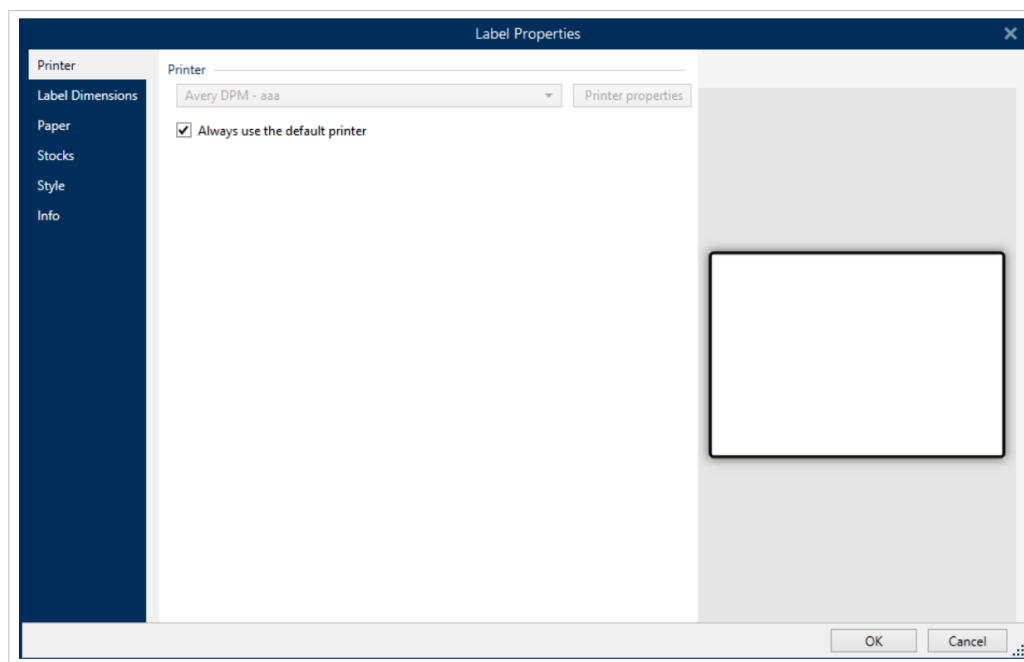 Label Properties
Printer
Label Dimensions
Paper
Stocks
Style
Info
Printer
Avery DPM - aaa
Printer properties
Always use the default printer
OK
Cancel